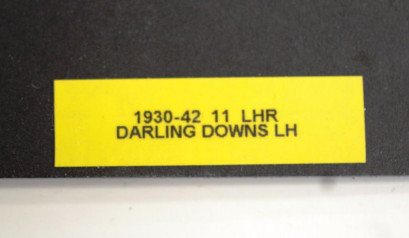 1930-42 11 LHR
DARLING DOWNS LH